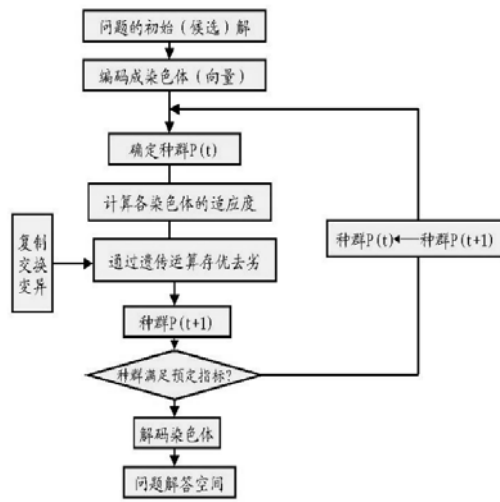 问题的初始(候选)解
编码成染色体(向量)
确定种群P(t)
计算各染色体的适应度
复制
交换
变异
通过遗传运算存优去劣
种群P(t)
种群P(t+1)
种群P(t+1)
种群满足预定指标?
解码染色体
问题解答空间